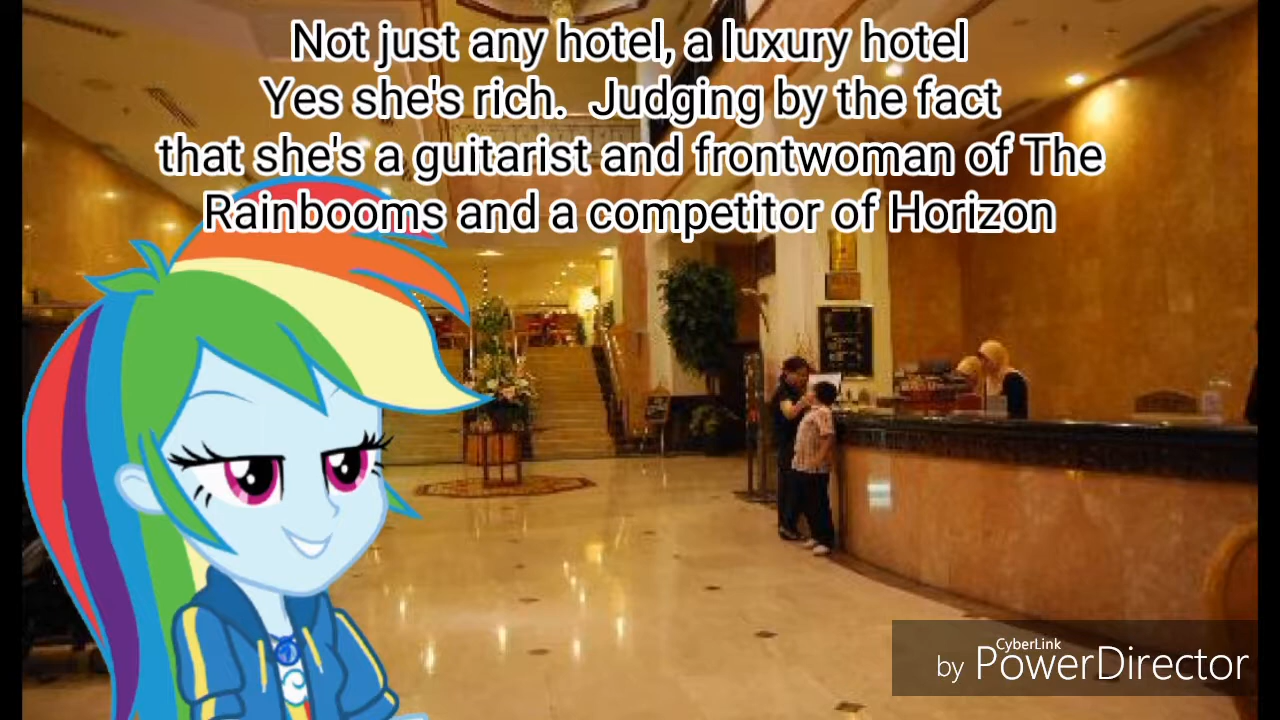 Not just any hotel, a luxury hotel
Yes she's rich.  Judging by the fact
that she's a guitarist and frontwoman of The
Rainbooms and a competitor of Horizon
CyberLink
by PowerDirector